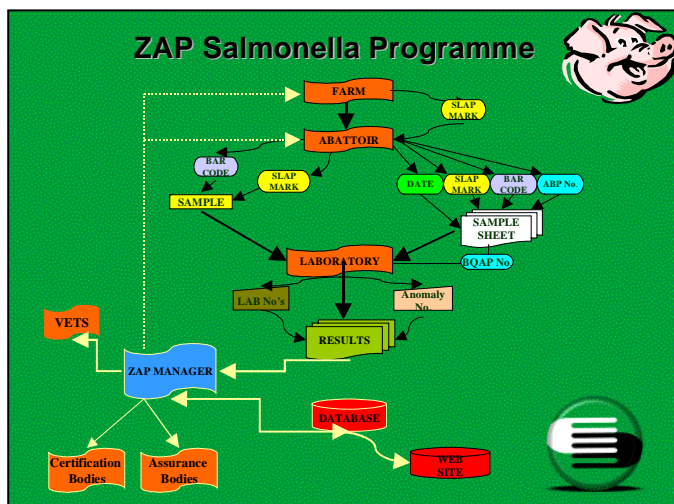 ZAP Salmonella Programme
FARM
SLAP
MARK
ABATTOIR
BAR
CODE
SLAP
MARK
DATE
SLAP
MARK
BAR
CODE
ABP No.
SAMPLE
SAMPLE
SHEET
LABORATORY
BQAP No
LAB No's
Anomaly
No.
VETS
RESULTS
ZAP MANAGER
DATABASE
WEB
SITE
Certification
Bodies
Assurance
Bodies